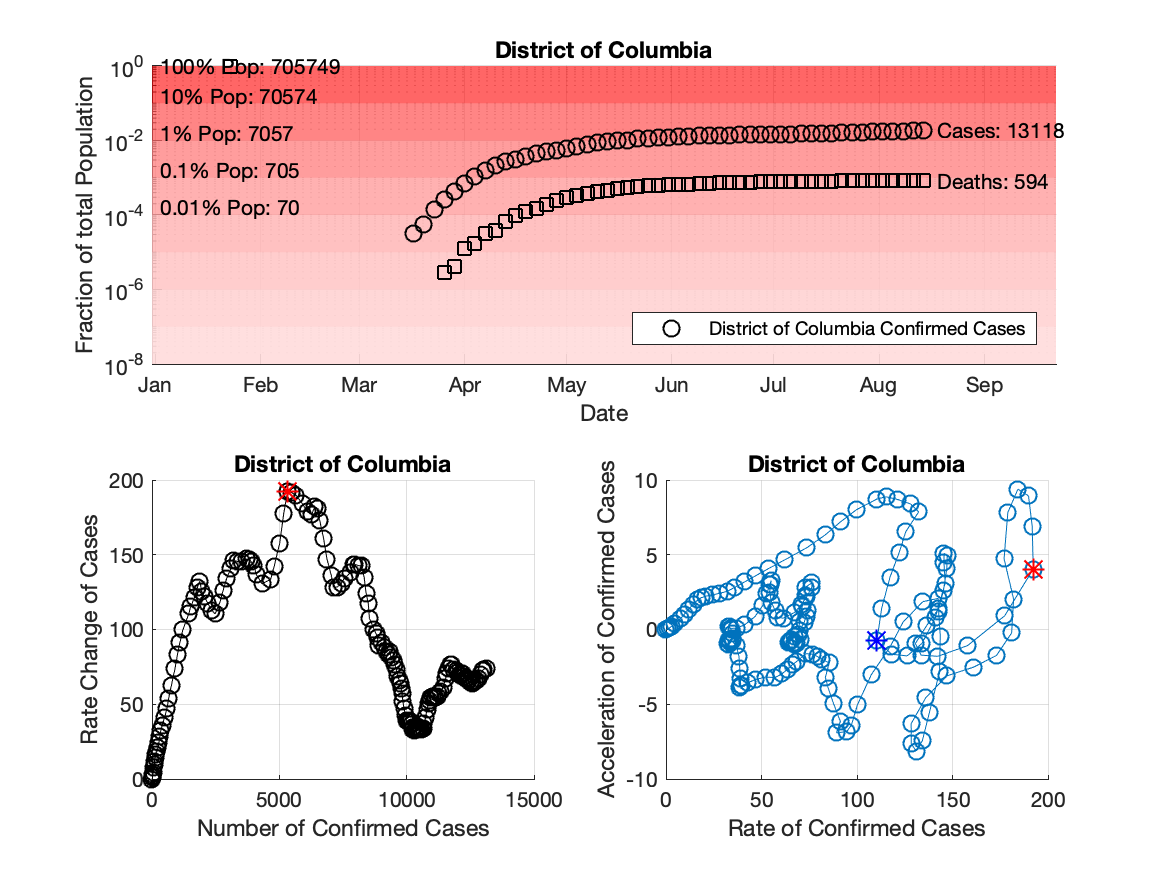 District of Columbia
Fraction of total Population
10^0
10^-2
10^-4
10^-6
10^-8
100% Pop: 705749
10% Pop: 70574
1% Pop: 7057
0.1% Pop: 705
0.01% Pop: 70
Cases: 13118
Deaths: 594
District of Columbia Confirmed Cases
Jan Feb Mar Apr May Jun Jul Aug Sep
Date
District of Columbia
Rate Change of Cases
200
150
100
50
0
0 5000 10000 15000
Number of Confirmed Cases
District of Columbia
Acceleration of Confirmed Cases
10
5
0
-5
-10
0 50 100 150 200
Rate of Confirmed Cases